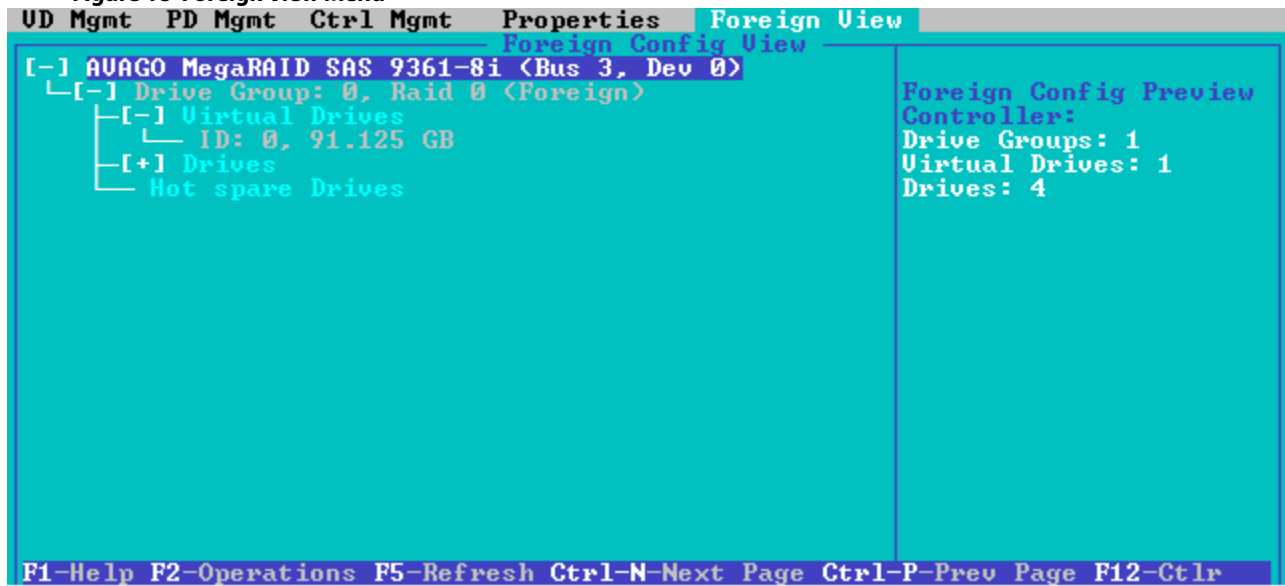 VD Mgmt PD Mgmt Ctrl Mgmt Properties Foreign View
Foreign Config View
[-] AVAGO MegaRAID SAS 9361-8i (Bus 3, Dev 0)
[-] Drive Group: 0, Raid 0 (Foreign)
[-] Virtual Drives
ID: 0, 91.125 GB
[+] Drives
Hot spare Drives
Foreign Config Preview
Controller:
Drive Groups: 1
Virtual Drives: 1
Drives: 4
F1-Help F2-Operations F5-Refresh Ctrl-N-Next Page Ctrl-P-Prev Page F12-Ctlr